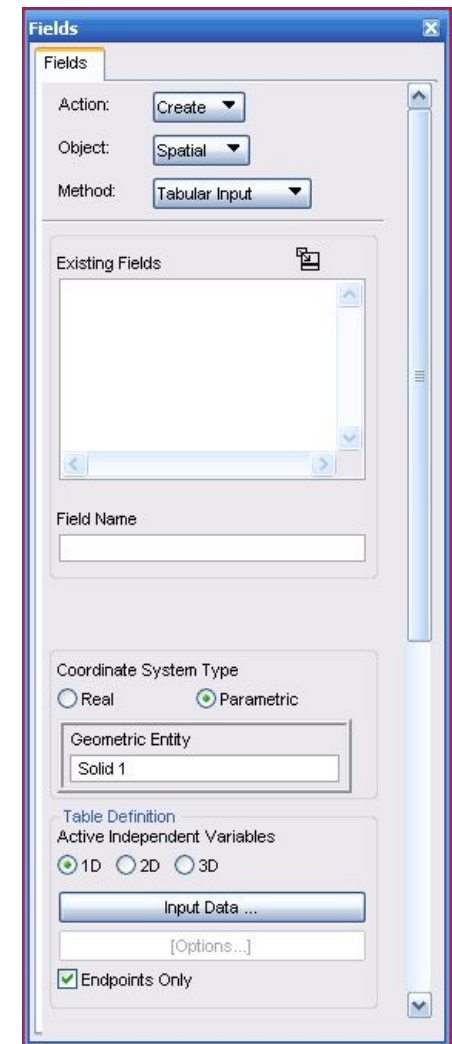 Fields
Fields
Action: Create
Object: Spatial
Method: Tabular Input
Existing Fields
Field Name
Coordinate System Type
Real Parametric
Geometric Entity
Solid 1
Table Definition
Active Independent Variables
1D 2D 3D
Input Data ...
[Options...]
Endpoints Only